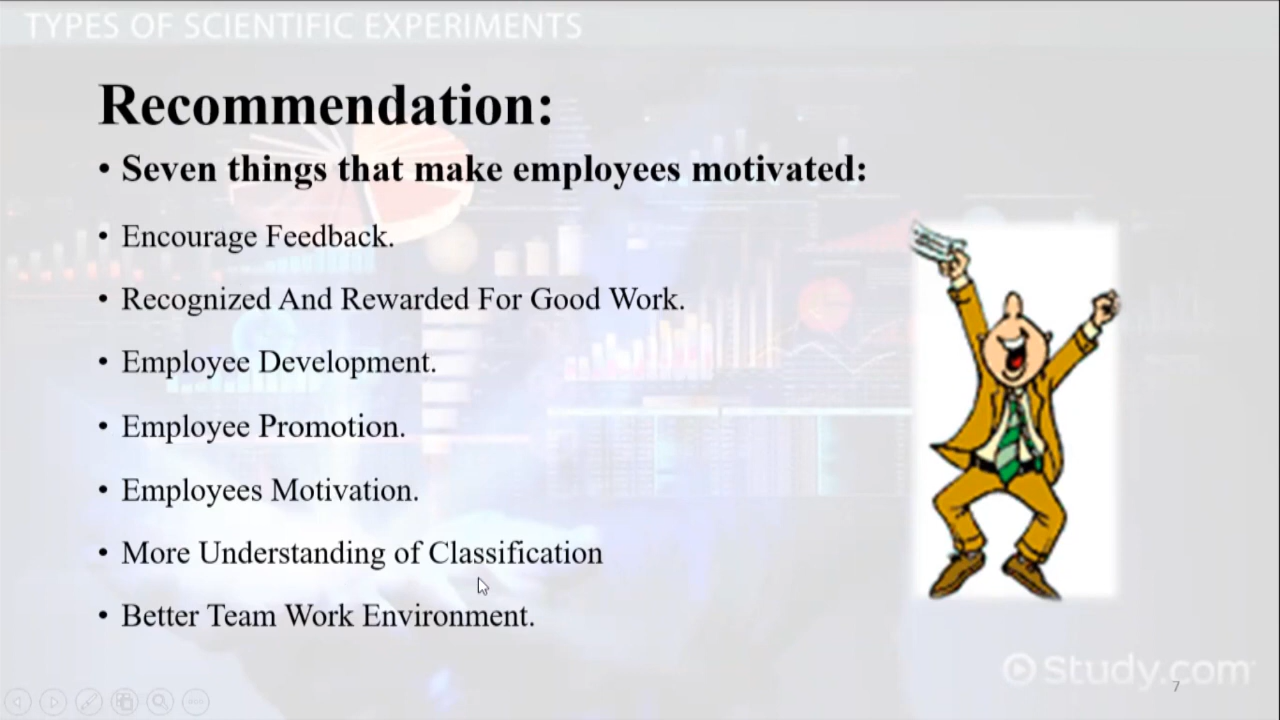 TYPES OF SCIENTIFIC EXPERIMENTS
Recommendation:
• Seven things that make employees motivated:
• Encourage Feedback.
• Recognized And Rewarded For Good Work.
• Employee Development.
• Employee Promotion.
• Employees Motivation.
• More Understanding of Classification
• Better Team Work Environment.
Study.com
7